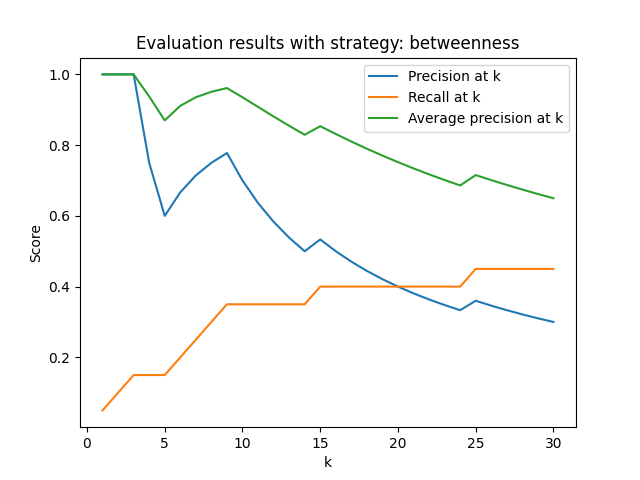 Evaluation results with strategy: betweenness
Precision at k
Recall at k
Average precision at k
Score
1.0
0.8
0.6
0.4
0.2
0 5 10 15 20 25 30
k